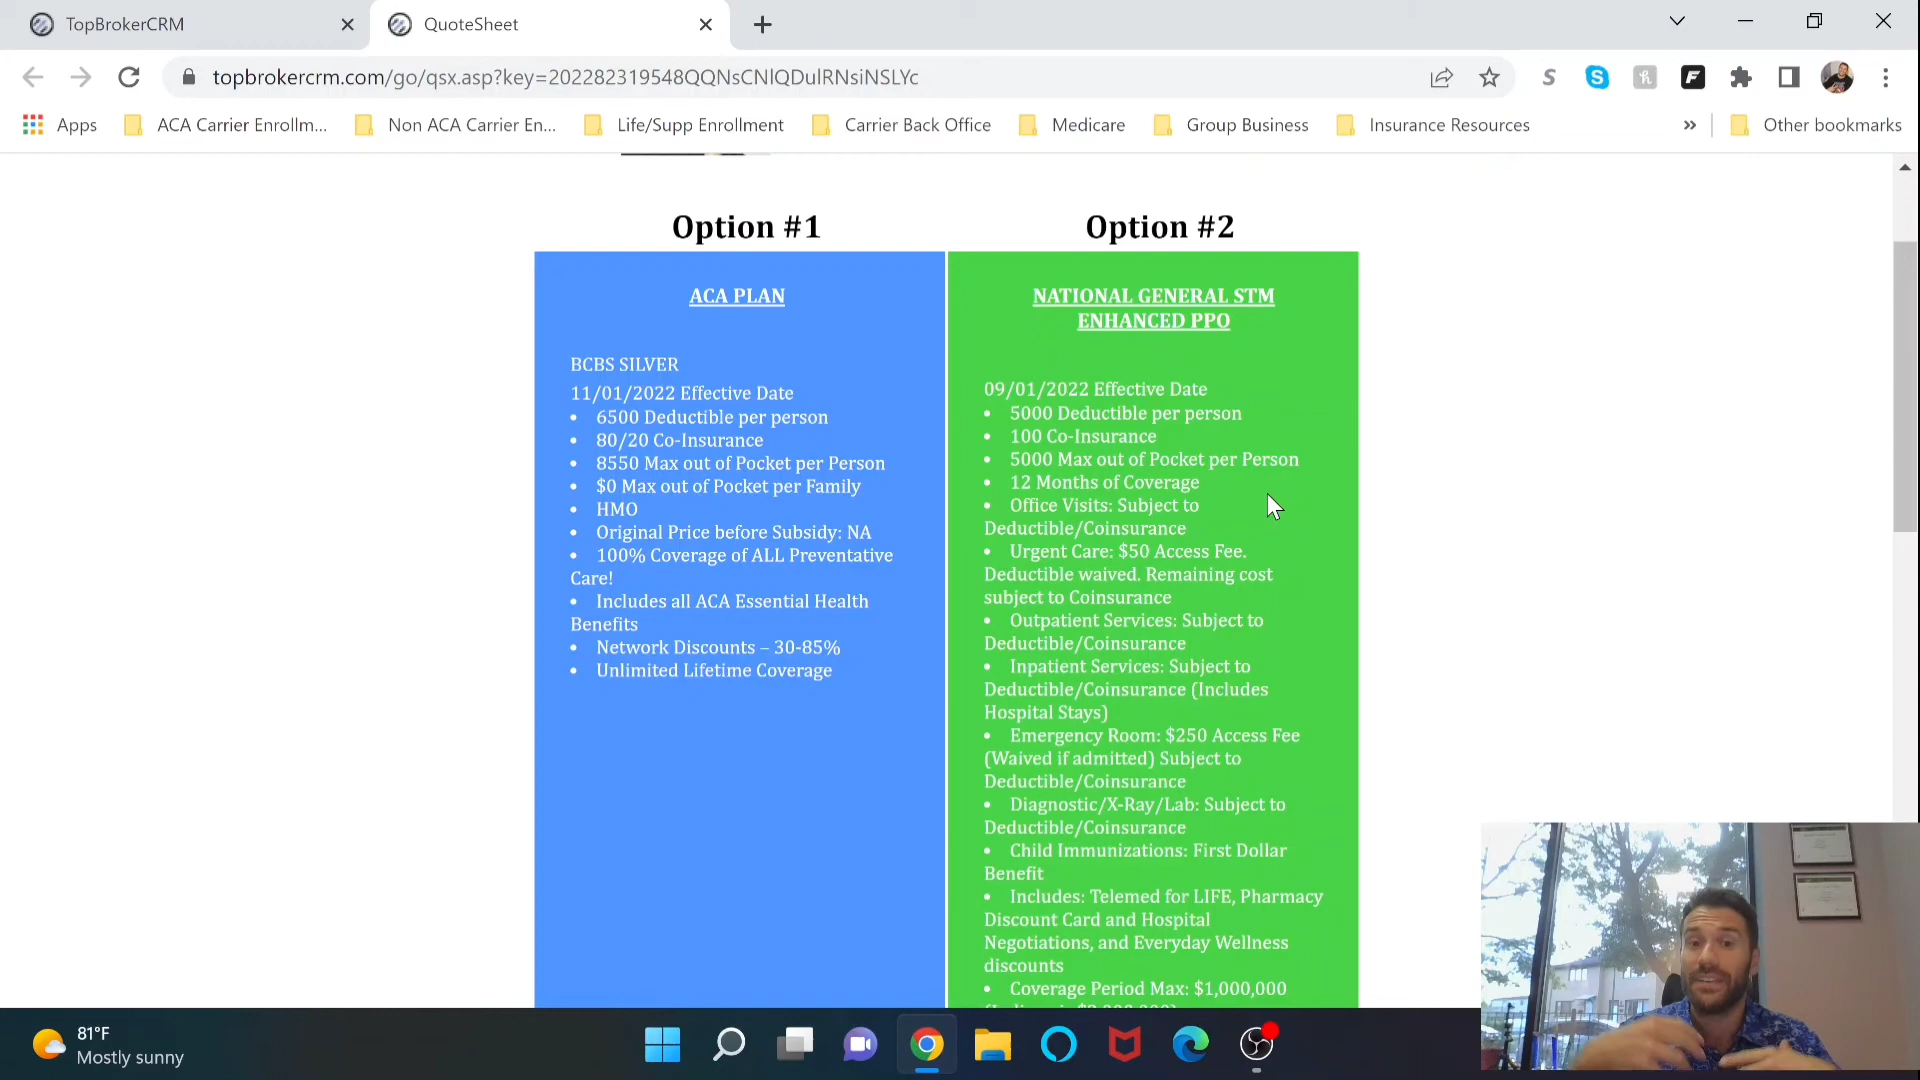 TopBrokerCRM
QuoteSheet
topbrokercrm.com/go/qsx.asp?key=202282319548QQNsCNlQDulRNsiNSLYc
Apps
ACA Carrier Enrollm...
Non ACA Carrier En...
Life/Supp Enrollment
Carrier Back Office
Medicare
Group Business
Insurance Resources
Other bookmarks
Option #1
ACA PLAN
BCBS SILVER
11/01/2022 Effective Date
• 6500 Deductible per person
• 80/20 Co-Insurance
• 8550 Max out of Pocket per Person
• $0 Max out of Pocket per Family
• HMO
• Original Price before Subsidy: NA
• 100% Coverage of ALL Preventative
Care!
• Includes all ACA Essential Health
Benefits
• Network Discounts – 30-85%
• Unlimited Lifetime Coverage
Option #2
NATIONAL GENERAL STM
ENHANCED PPO
09/01/2022 Effective Date
• 5000 Deductible per person
• 100 Co-Insurance
• 5000 Max out of Pocket per Person
• 12 Months of Coverage
• Office Visits: Subject to
Deductible/Coinsurance
• Urgent Care: $50 Access Fee.
Deductible waived. Remaining cost
subject to Coinsurance
• Outpatient Services: Subject to
Deductible/Coinsurance
• Inpatient Services: Subject to
Deductible/Coinsurance (Includes
Hospital Stays)
• Emergency Room: $250 Access Fee
(Waived if admitted) Subject to
Deductible/Coinsurance
• Diagnostic/X-Ray/Lab: Subject to
Deductible/Coinsurance
• Child Immunizations: First Dollar
Benefit
• Includes: Telemed for LIFE, Pharmacy
Discount Card and Hospital
Negotiations, and Everyday Wellness
discounts
• Coverage Period Max: $1,000,000
81°F
Mostly sunny